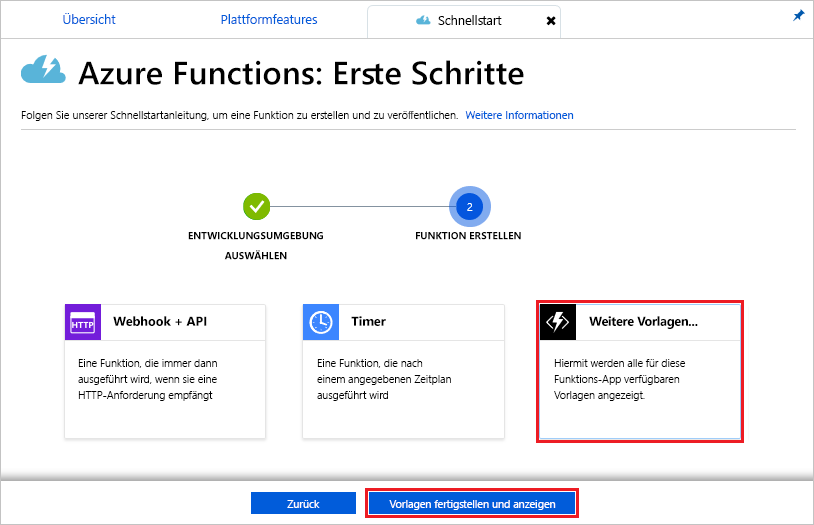 Übersicht Plattformfeatures Schnellstart
Azure Functions: Erste Schritte
Folgen Sie unserer Schnellstartanleitung, um eine Funktion zu erstellen und zu veröffentlichen. Weitere Informationen
2
ENTWICKLUNGSUMGEBUNG
AUSWÄHLEN
FUNKTION ERSTELLEN
HTTP
Webhook + API
Eine Funktion, die immer dann
ausgeführt wird, wenn sie eine
HTTP-Anforderung empfängt
Timer
Eine Funktion, die nach
einem angegebenen Zeitplan
ausgeführt wird
Weitere Vorlagen...
Hiermit werden alle für diese
Funktions-App verfügbaren
Vorlagen angezeigt.
Zurück Vorlagen fertigstellen und anzeigen